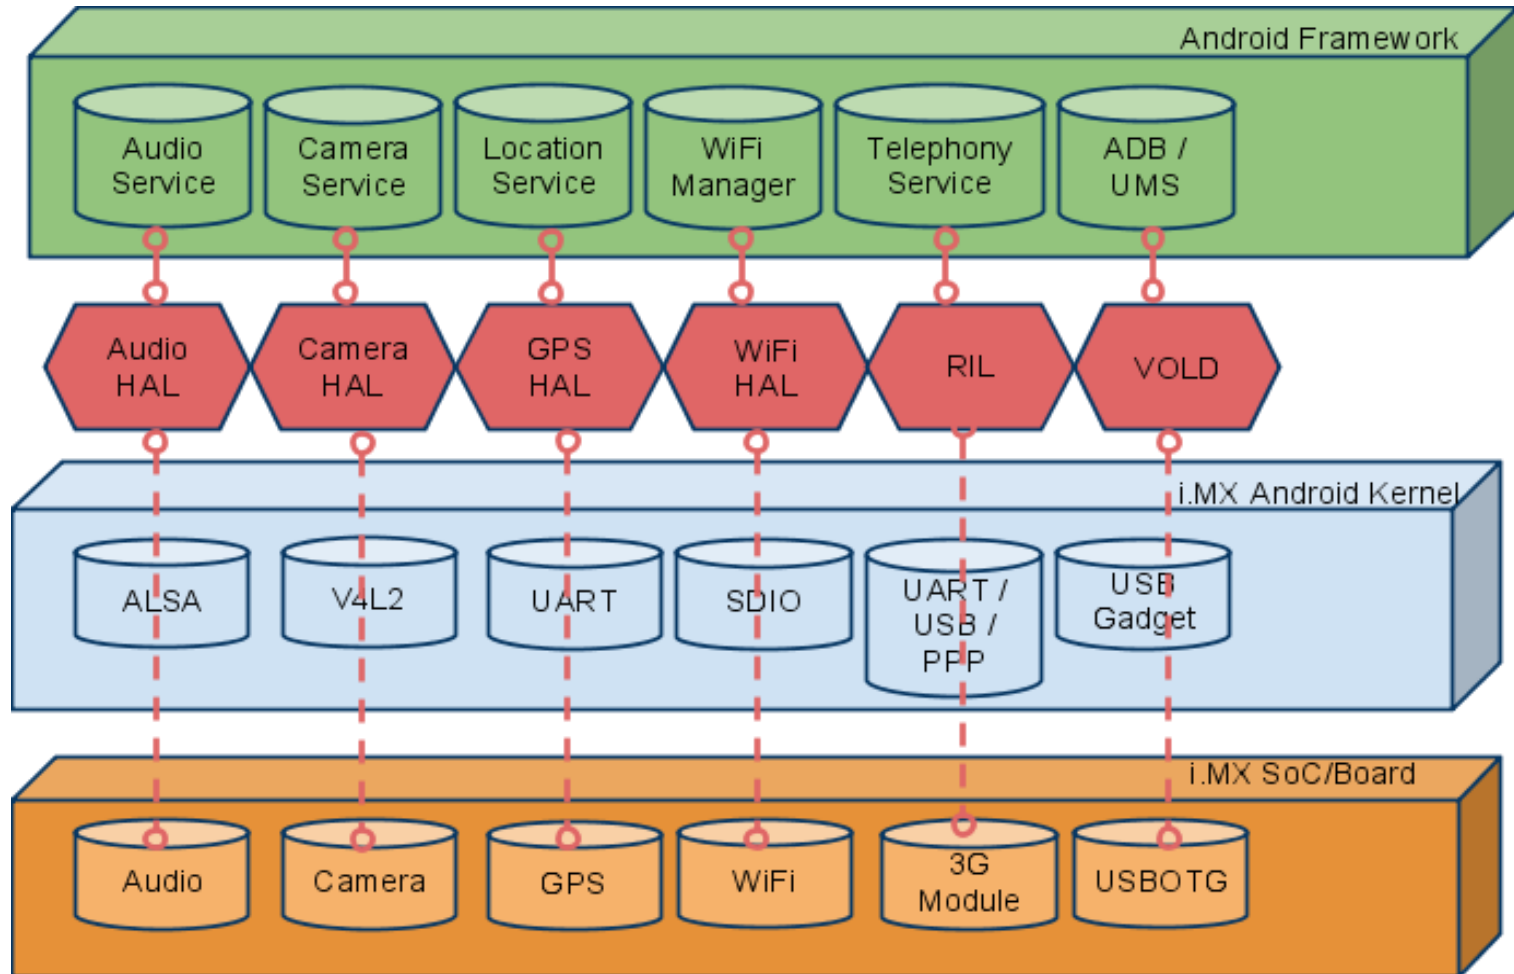 Android Framework
Audio
Service
Camera
Service
Location
Service
WiFi
Manager
Telephony
Service
ADB /
UMS
Audio
HAL
Camera
HAL
GPS
HAL
WiFi
HAL
RIL
VOLD
i.MX Android Kernel
ALSA
V4L2
UART
SDIO
UART /
USB /
PPP
USB
Gadget
i.MX SoC/Board
Audio
Camera
GPS
WiFi
3G
Module
USBOTG